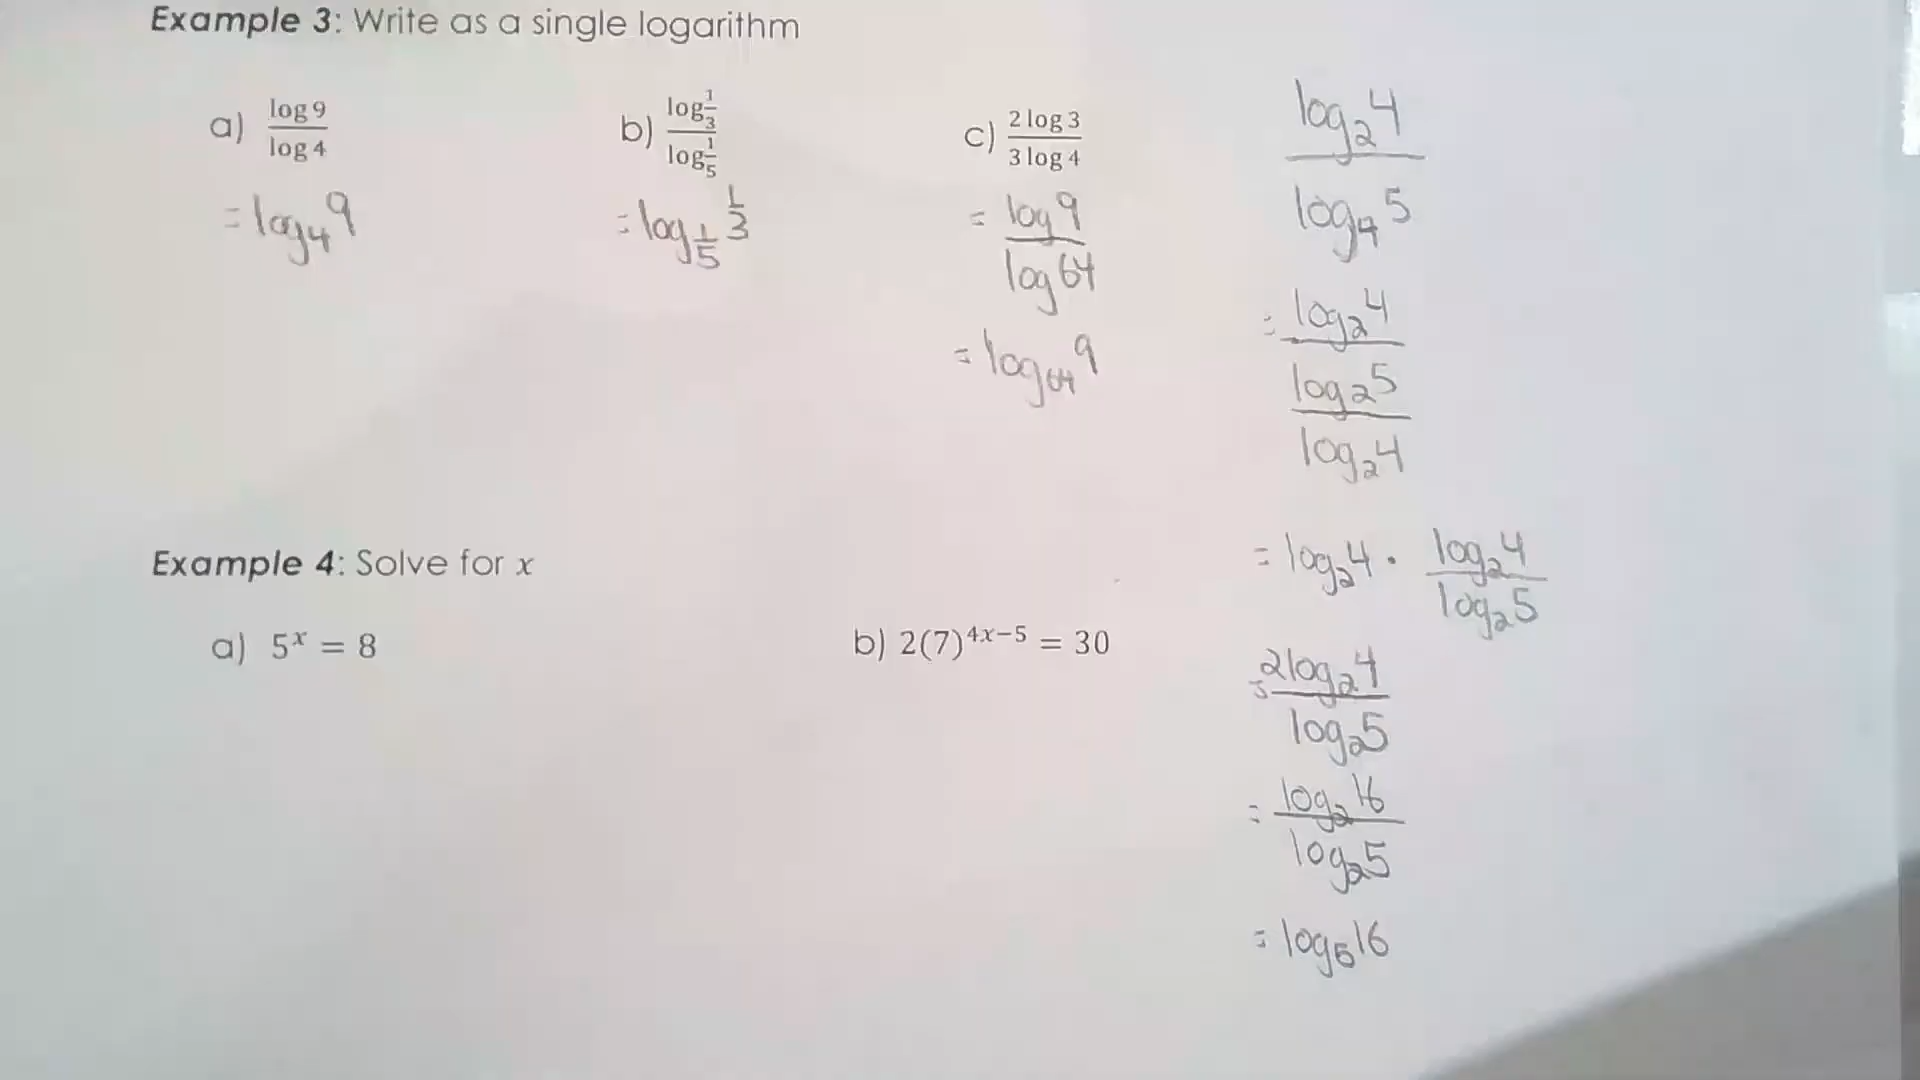 Example 3: Write as a single logarithm
a) log 9 / log 4
= log₄ 9
b) log 1/3 / log 1/5
= log_1/5 1/3
c) 2 log 3 / 3 log 4
= log 9 / log 64
= log₆₄ 9
log₂ 4 / log₄ 5
= log₂ 4 / log₂ 5 / log₂ 4
= log₂ 4 · log₂ 4 / log₂ 5
= 2 log₂ 4 / log₂ 5
= log₂ 16 / log₂ 5
= log₅ 16
Example 4: Solve for x
a) 5ˣ = 8
b) 2(7)⁴ˣ⁻⁵ = 30